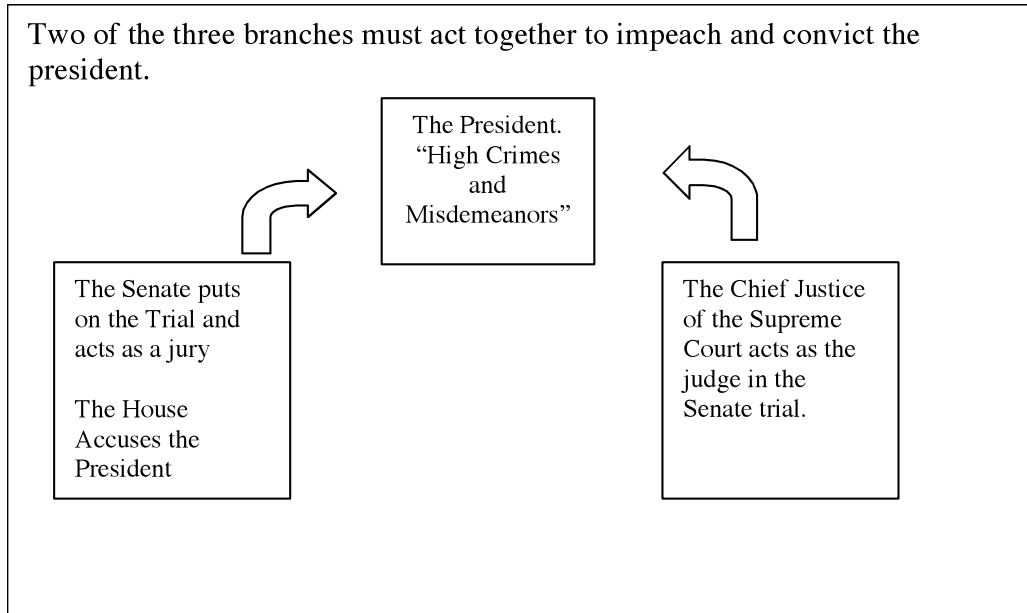 Two of the three branches must act together to impeach and convict the
president.
The President.
“High Crimes
and
Misdemeanors”
The Senate puts
on the Trial and
acts as a jury
The House
Accuses the
President
The Chief Justice
of the Supreme
Court acts as the
judge in the
Senate trial.